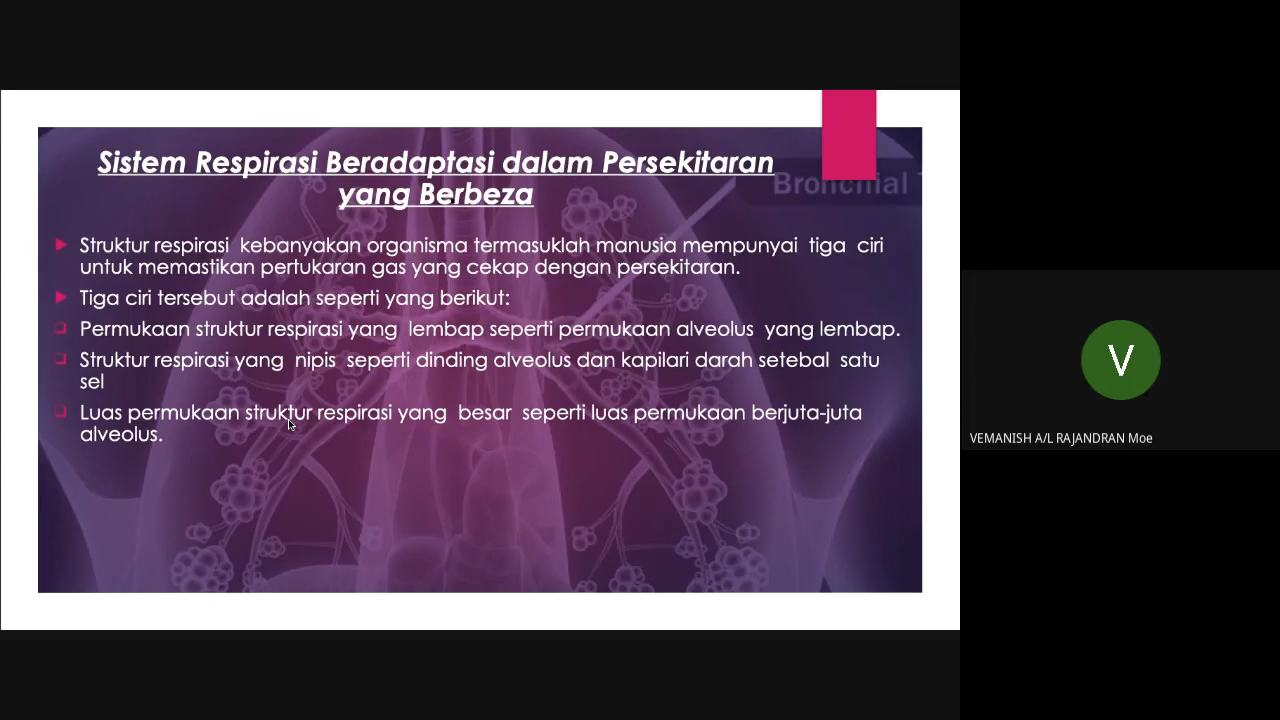 Sistem Respirasi Beradaptasi dalam Persekitaran
yang Berbeza
Bronchial
Struktur respirasi kebanyakan organisma termasuklah manusia mempunyai tiga ciri
untuk memastikan pertukaran gas yang cekap dengan persekitaran.
Tiga ciri tersebut adalah seperti yang berikut:
Permukaan struktur respirasi yang lembap seperti permukaan alveolus yang lembap.
Struktur respirasi yang nipis seperti dinding alveolus dan kapilari darah setebal satu
sel
Luas permukaan struktur respirasi yang besar seperti luas permukaan berjuta-juta
alveolus.
V
VEMANISH A/L RAJANDRAN Moe